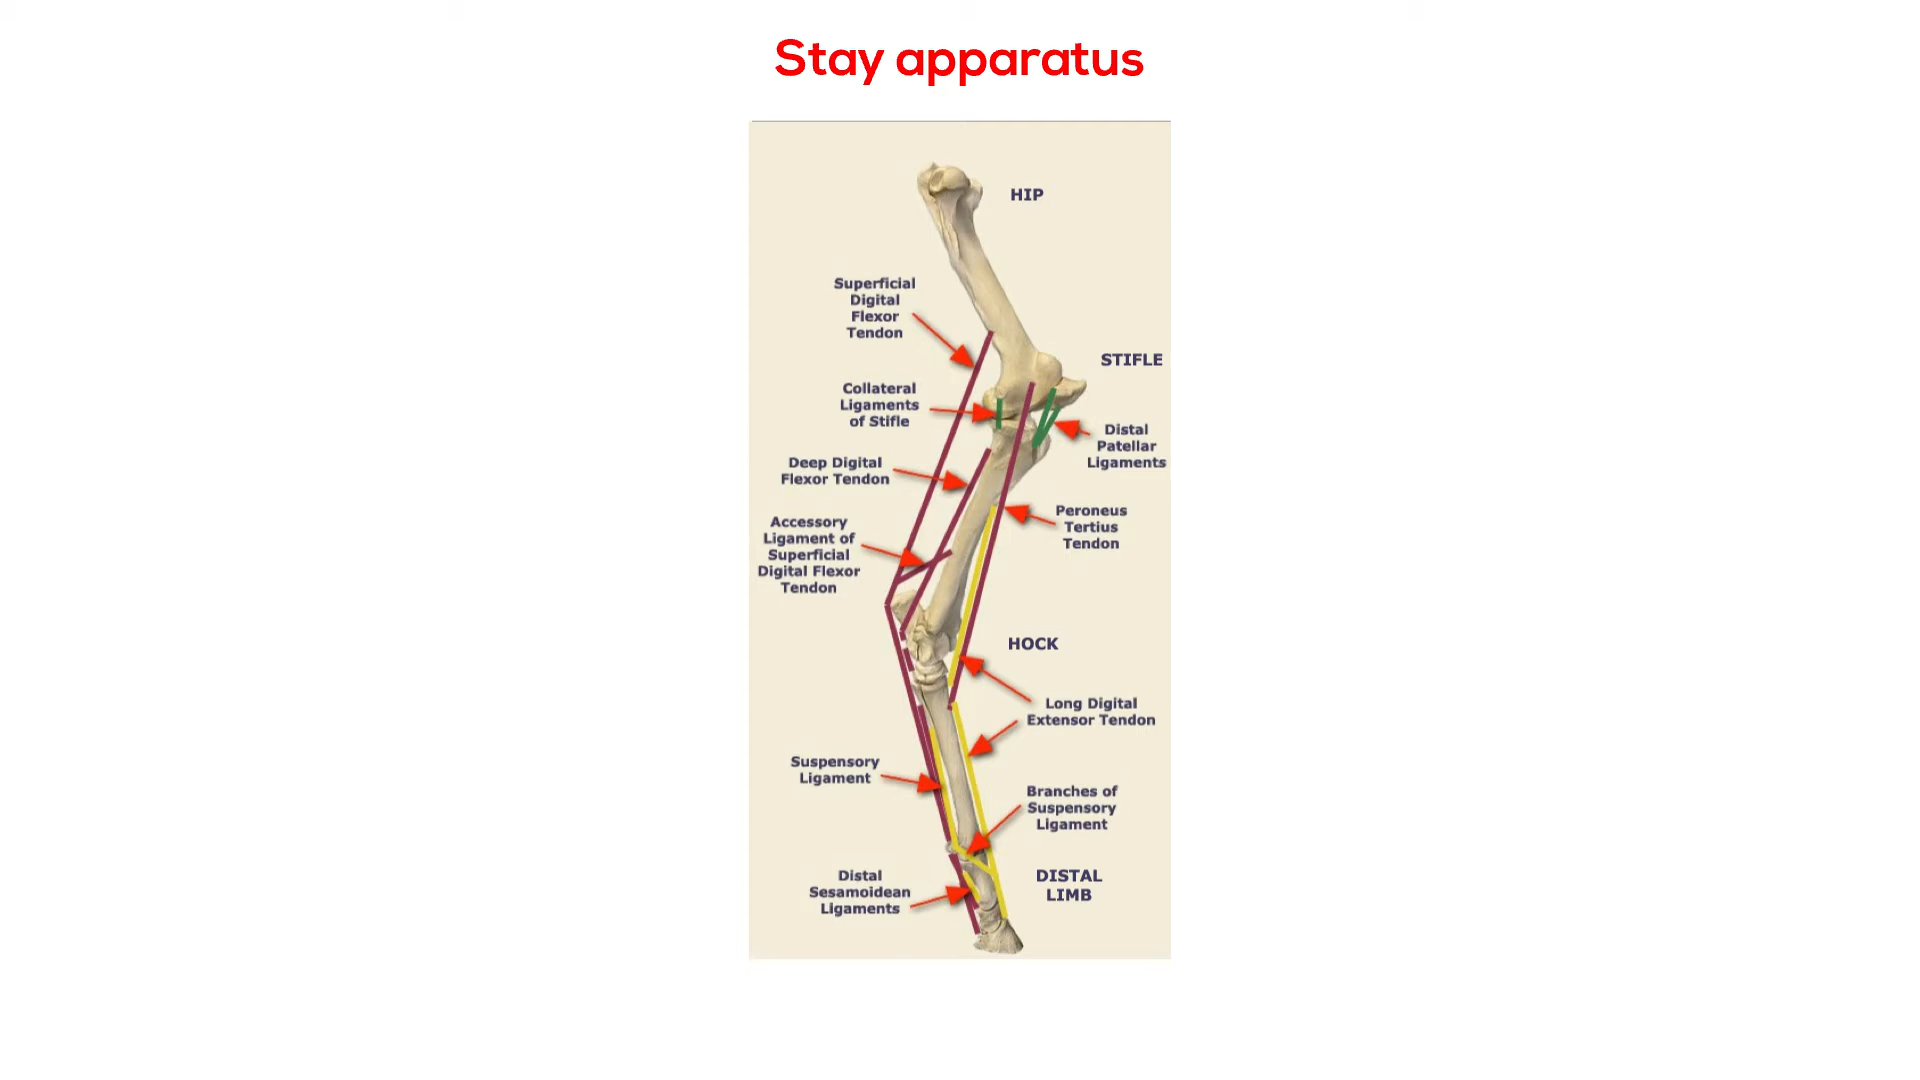 Stay apparatus
HIP
Superficial
Digital
Flexor
Tendon
STIFLE
Collateral
Ligaments
of Stifle
Distal
Patellar
Ligaments
Deep Digital
Flexor Tendon
Peroneus
Tertius
Tendon
Accessory
Ligament of
Superficial
Digital Flexor
Tendon
HOCK
Long Digital
Extensor Tendon
Suspensory
Ligament
Branches of
Suspensory
Ligament
Distal
Sesamoidean
Ligaments
DISTAL
LIMB